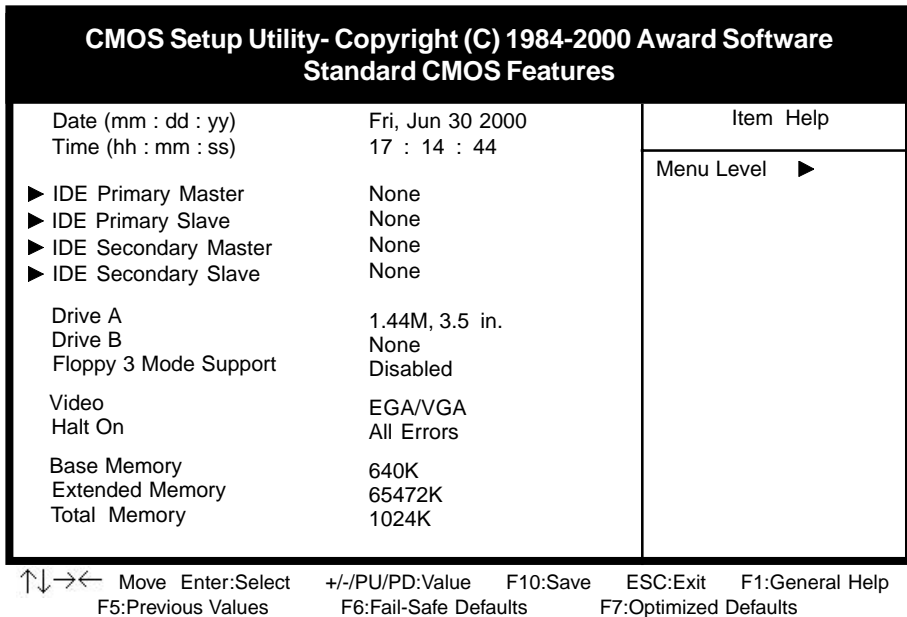 CMOS Setup Utility- Copyright (C) 1984-2000 Award Software
Standard CMOS Features
Date (mm : dd : yy) Fri, Jun 30 2000
Time (hh : mm : ss) 17 : 14 : 44
▶ IDE Primary Master None
▶ IDE Primary Slave None
▶ IDE Secondary Master None
▶ IDE Secondary Slave None
Drive A 1.44M, 3.5 in.
Drive B None
Floppy 3 Mode Support Disabled
Video EGA/VGA
Halt On All Errors
Base Memory 640K
Extended Memory 65472K
Total Memory 1024K
Item Help
Menu Level ▶
↑↓→← Move Enter:Select +/-/PU/PD:Value F10:Save ESC:Exit F1:General Help
F5:Previous Values F6:Fail-Safe Defaults F7:Optimized Defaults